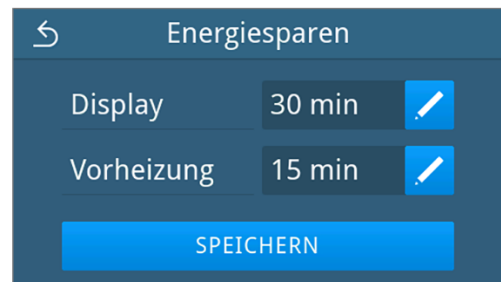 Energiesparen
Display 30 min
Vorheizung 15 min
SPEICHERN